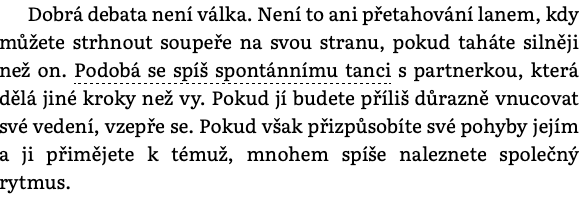 Dobrá debata není válka. Není to ani přetahování lanem, kdy
můžete strhnout soupeře na svou stranu, pokud taháte silněji
než on. Podobá se spíš spontánnímu tanci s partnerkou, která
dělá jiné kroky než vy. Pokud jí budete příliš důrazně vnucovat
své vedení, vzepře se. Pokud však přizpůsobíte své pohyby jejím
a ji přimějete k témuž, mnohem spíše naleznete společný
rytmus.